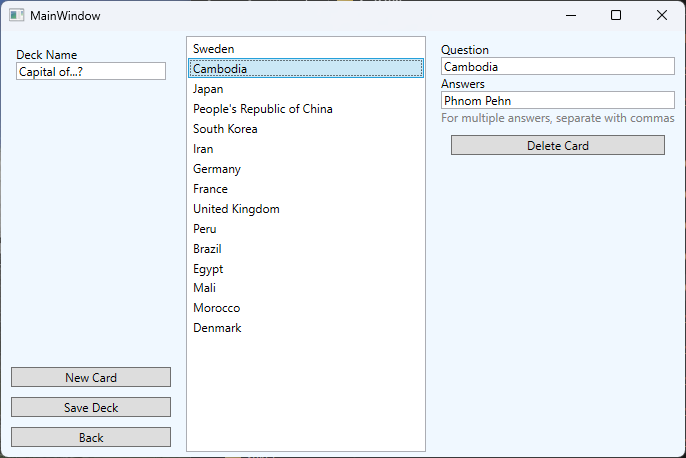 MainWindow
Deck Name
Capital of...?
New Card
Save Deck
Back
Sweden
Cambodia
Japan
People's Republic of China
South Korea
Iran
Germany
France
United Kingdom
Peru
Brazil
Egypt
Mali
Morocco
Denmark
Question
Cambodia
Answers
Phnom Pehn
For multiple answers, separate with commas
Delete Card